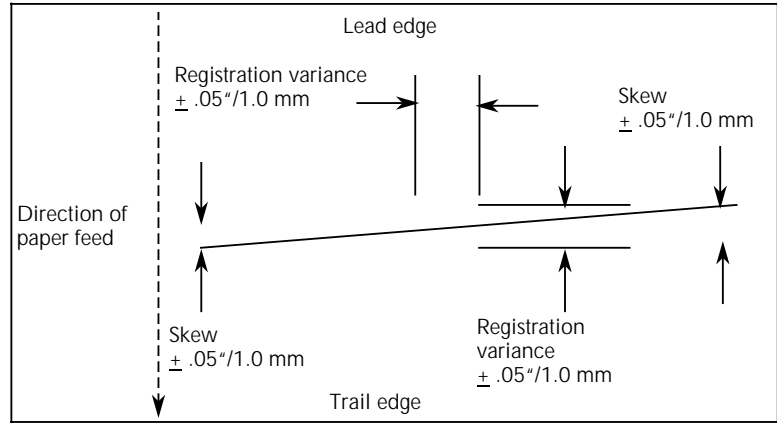 Lead edge
Registration variance
± .05"/1.0 mm
Skew
± .05"/1.0 mm
Direction of
paper feed
Skew
± .05"/1.0 mm
Registration
variance
± .05"/1.0 mm
Trail edge